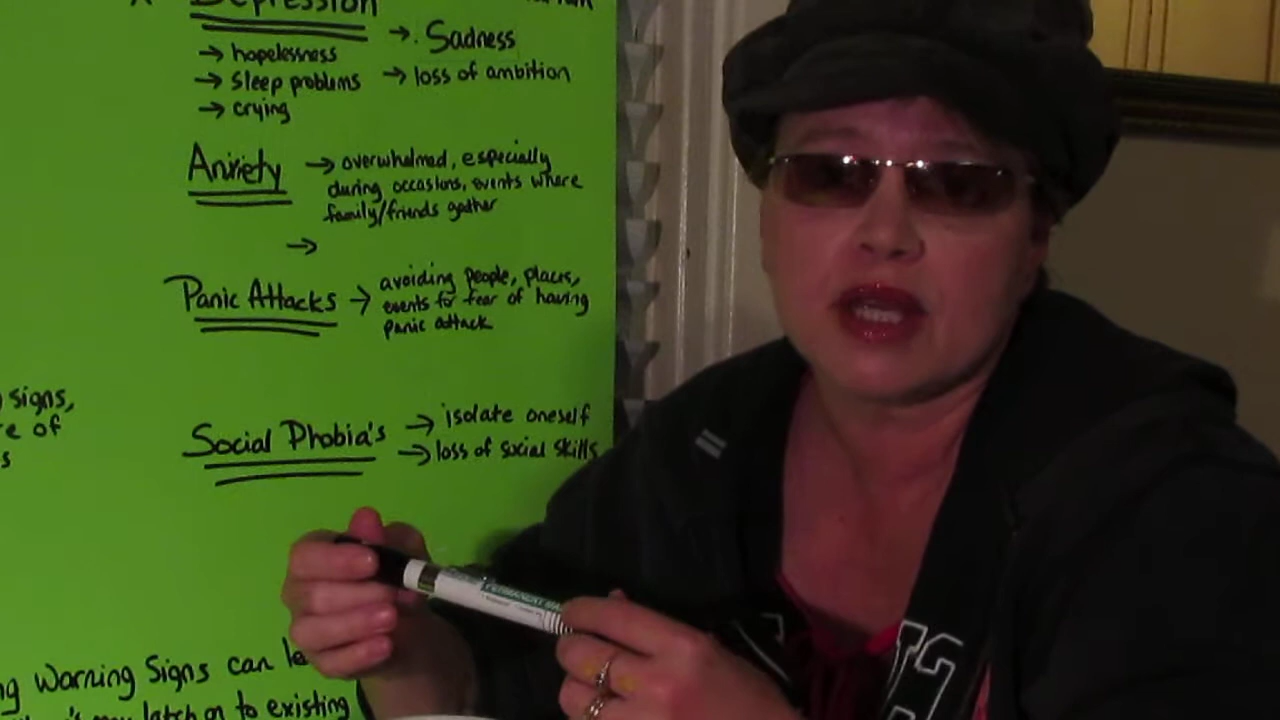 Depression
→ Sadness
→ hopelessness
→ Sleep problems → loss of ambition
→ crying
Anxiety → overwhelmed, especially
during occasions, events where
family/friends gather
→
Panic Attacks → avoiding people, places,
events for fear of having
panic attack
signs,
of
s
Social Phobia's → isolate oneself
→ loss of social skills
PERMANENT
Warning Signs can
latch on to existing